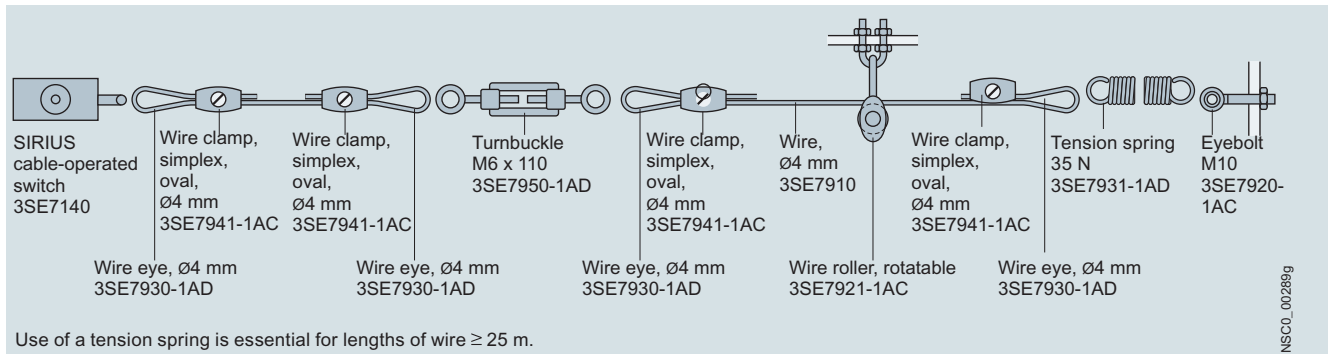 SIRIUS
cable-operated
switch
3SE7140
Wire clamp,
simplex,
oval,
Ø4 mm
3SE7941-1AC
Wire clamp,
simplex,
oval,
Ø4 mm
3SE7941-1AC
Turnbuckle
M6 x 110
3SE7950-1AD
Wire clamp,
simplex,
oval,
Ø4 mm
3SE7941-1AC
Wire,
Ø4 mm
3SE7910
Wire clamp,
simplex,
oval,
Ø4 mm
3SE7941-1AC
Tension spring
35 N
3SE7931-1AD
Eyebolt
M10
3SE7920-
1AC
Wire eye, Ø4 mm
3SE7930-1AD
Wire eye, Ø4 mm
3SE7930-1AD
Wire eye, Ø4 mm
3SE7930-1AD
Wire roller, rotatable
3SE7921-1AC
Wire eye, Ø4 mm
3SE7930-1AD
Use of a tension spring is essential for lengths of wire ≥ 25 m.
NSC0_00289g